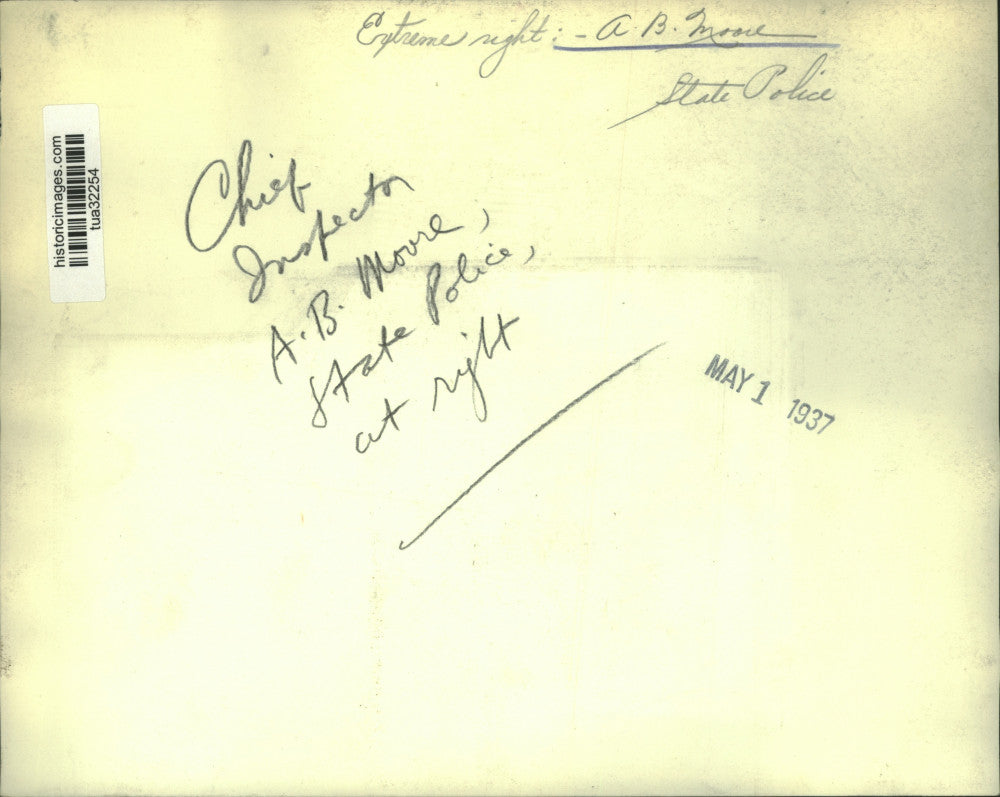 Extreme right:- A. B. Moore
State Police
historicimages.com
tua32254
Chief
Inspector
A. B. Moore,
State Police,
at right
MAY 1 1937